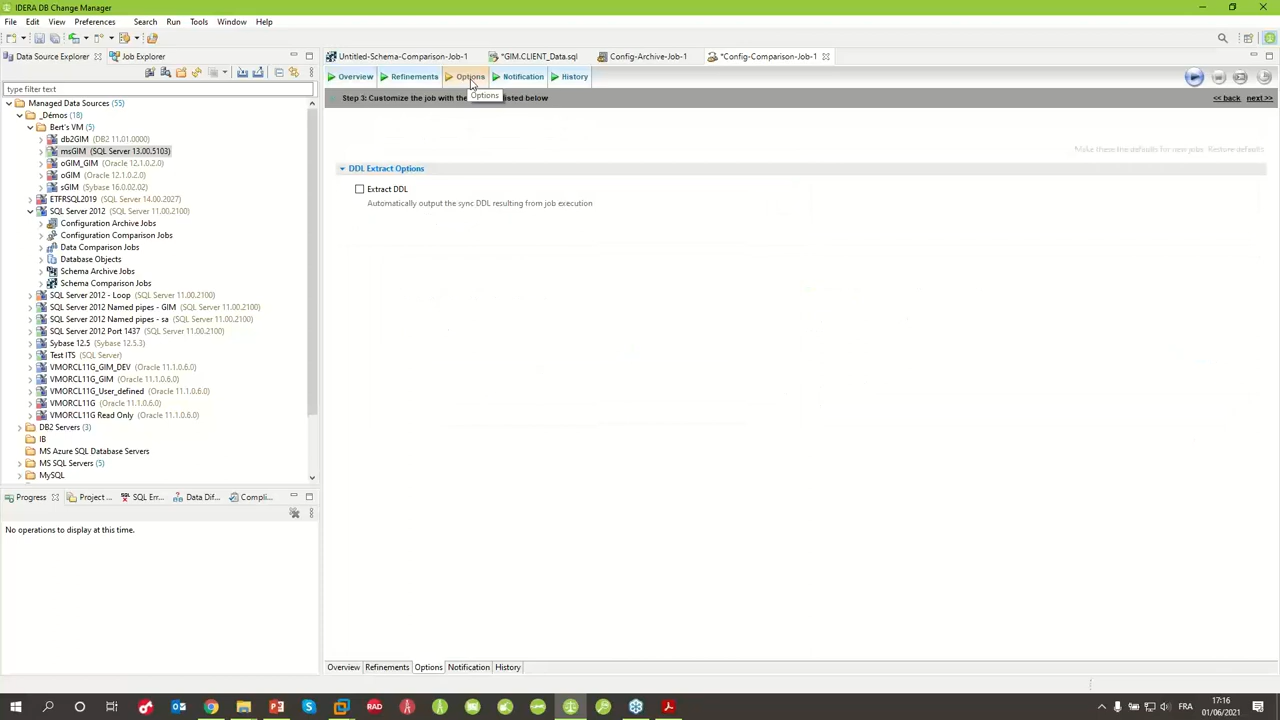 IDERA DB Change Manager
File Edit View Preferences Search Run Tools Window Help
Data Source Explorer Job Explorer
Untitled-Schema-Comparison-Job-1 *GIM.CLIENT_Data.sql Config-Archive-Job-1 *Config-Comparison-Job-1
Overview Refinements Options Notification History
type filter text
Options
Step 3: Customize the job with the listed below
<< back next >>
*Make these the defaults for new jobs Restore defaults
DDL Extract Options
Extract DDL
Automatically output the sync DDL resulting from job execution
Managed Data Sources (55)
_Démos (18)
Bert's VM (5)
db2GIM (DB2 11.01.0000)
msGIM (SQL Server 13.00.5103)
oGIM_GIM (Oracle 12.1.0.2.0)
oGIM (Oracle 12.1.0.2.0)
sGIM (Sybase 16.0.02.02)
ETFRSQL2019 (SQL Server 14.00.2027)
SQL Server 2012 (SQL Server 11.00.2100)
Configuration Archive Jobs
Configuration Comparison Jobs
Data Comparison Jobs
Database Objects
Schema Archive Jobs
Schema Comparison Jobs
SQL Server 2012 - Loop (SQL Server 11.00.2100)
SQL Server 2012 Named pipes - GIM (SQL Server 11.00.2100)
SQL Server 2012 Named pipes - sa (SQL Server 11.00.2100)
SQL Server 2012 Port 1437 (SQL Server 11.00.2100)
Sybase 12.5 (Sybase 12.5.3)
Test ITS (SQL Server)
VMORCL11G_GIM_DEV (Oracle 11.1.0.6.0)
VMORCL11G_GIM (Oracle 11.1.0.6.0)
VMORCL11G_User_defined (Oracle 11.1.0.6.0)
VMORCL11G (Oracle 11.1.0.6.0)
VMORCL11G Read Only (Oracle 11.1.0.6.0)
DB2 Servers (3)
IB
MS Azure SQL Database Servers
MS SQL Servers (5)
MySQL
Progress Project ... SQL Err... Data Dif... Compli...
No operations to display at this time.
Overview Refinements Options Notification History
RAD
FRA
17:16
01/06/2021